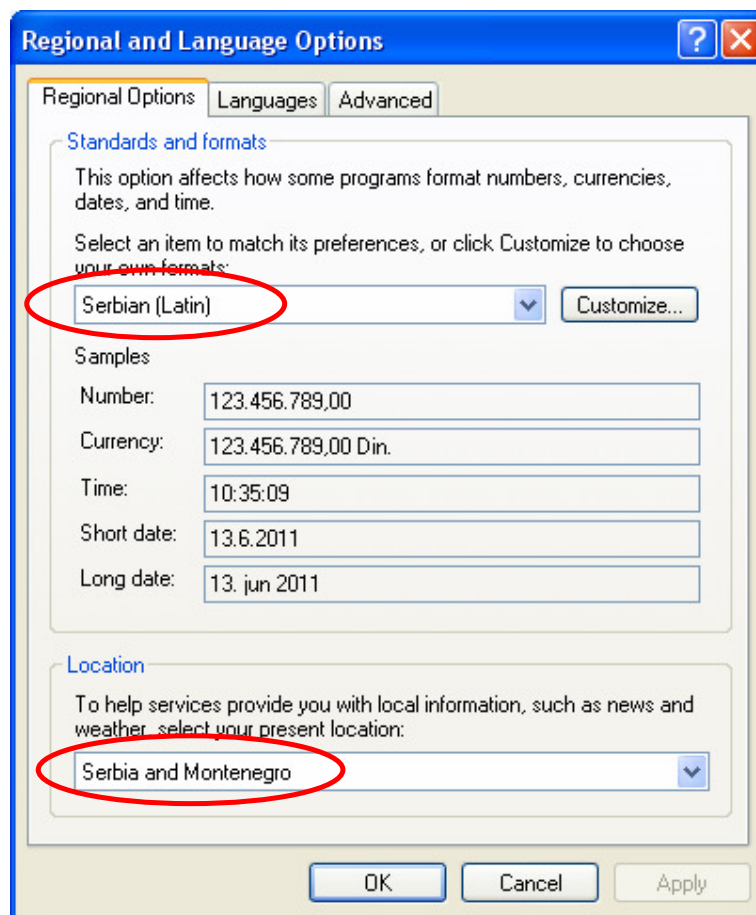 Regional and Language Options
Regional Options Languages Advanced
Standards and formats
This option affects how some programs format numbers, currencies,
dates, and time.
Select an item to match its preferences, or click Customize to choose
your own formats:
Serbian (Latin) Customize...
Samples
Number: 123.456.789,00
Currency: 123.456.789,00 Din.
Time: 10:35:09
Short date: 13.6.2011
Long date: 13. jun 2011
Location
To help services provide you with local information, such as news and
weather, select your present location:
Serbia and Montenegro
OK Cancel Apply